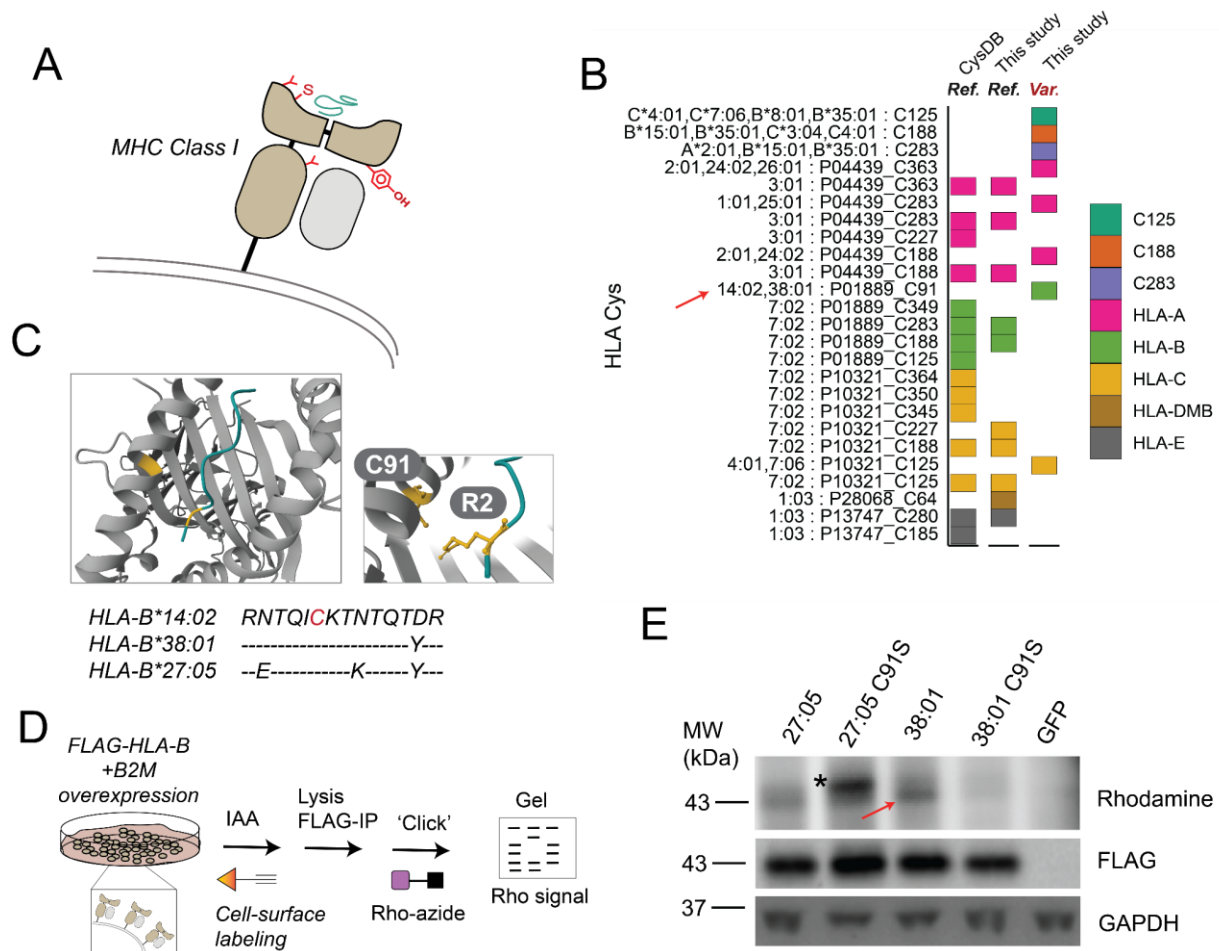 A
S
MHC Class I
OH
B
CysDB
This study
This study
Ref. Ref. Var.
HLA Cys
C*4:01,C*7:06,B*8:01,B*35:01 : C125
B*15:01,B*35:01,C*3:04,C4:01 : C188
A*2:01,B*15:01,B*35:01 : C283
2:01,24:02,26:01 : P04439_C363
3:01 : P04439_C363
1:01,25:01 : P04439_C283
3:01 : P04439_C283
3:01 : P04439_C227
2:01,24:02 : P04439_C188
3:01 : P04439_C188
14:02,38:01 : P01889_C91
7:02 : P01889_C349
7:02 : P01889_C283
7:02 : P01889_C188
7:02 : P01889_C125
7:02 : P10321_C364
7:02 : P10321_C350
7:02 : P10321_C345
7:02 : P10321_C227
7:02 : P10321_C188
4:01,7:06 : P10321_C125
7:02 : P10321_C125
1:03 : P28068_C64
1:03 : P13747_C280
1:03 : P13747_C185
C125
C188
C283
HLA-A
HLA-B
HLA-C
HLA-DMB
HLA-E
C
C91
R2
HLA-B*14:02 RNTQICKTNTQTDR
HLA-B*38:01 ---------------------Y---
HLA-B*27:05 --E-----------K------Y---
D
FLAG-HLA-B
+B2M
overexpression
IAA
Cell-surface
labeling
Lysis
FLAG-IP
'Click'
Rho-azide
Gel
Rho signal
E
MW
(kDa)
27:05
27:05 C91S
38:01
38:01 C91S
GFP
*
43
Rhodamine
43
FLAG
37
GAPDH